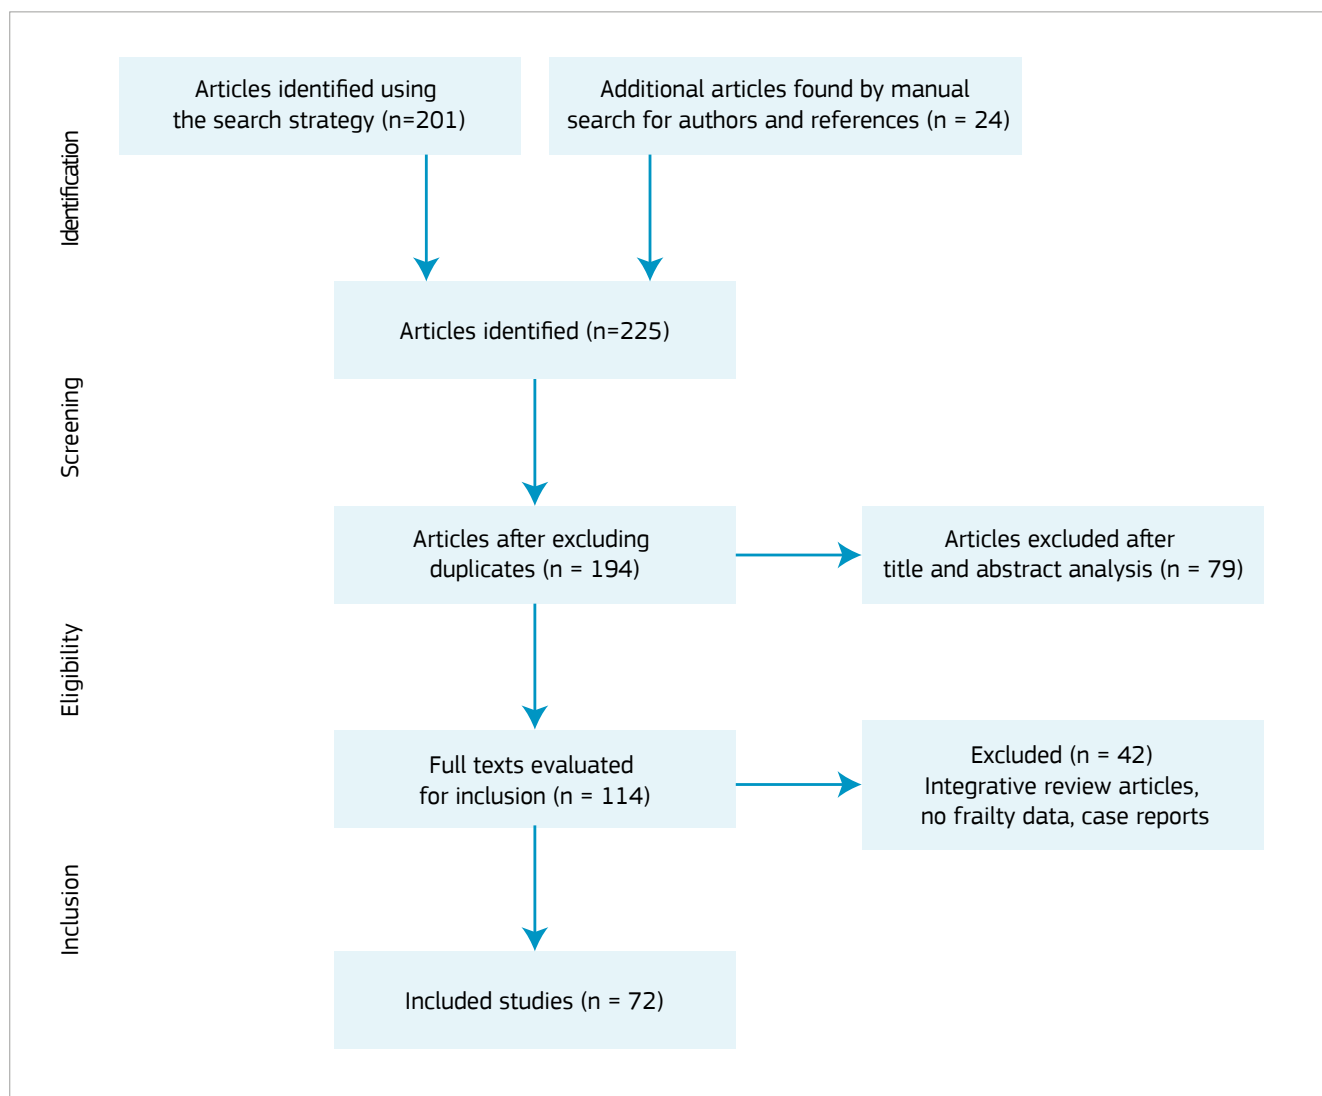 Identification
Articles identified using
the search strategy (n=201)
Additional articles found by manual
search for authors and references (n = 24)
Articles identified (n=225)
Screening
Articles after excluding
duplicates (n = 194)
Articles excluded after
title and abstract analysis (n = 79)
Eligibility
Full texts evaluated
for inclusion (n = 114)
Excluded (n = 42)
Integrative review articles,
no frailty data, case reports
Inclusion
Included studies (n = 72)